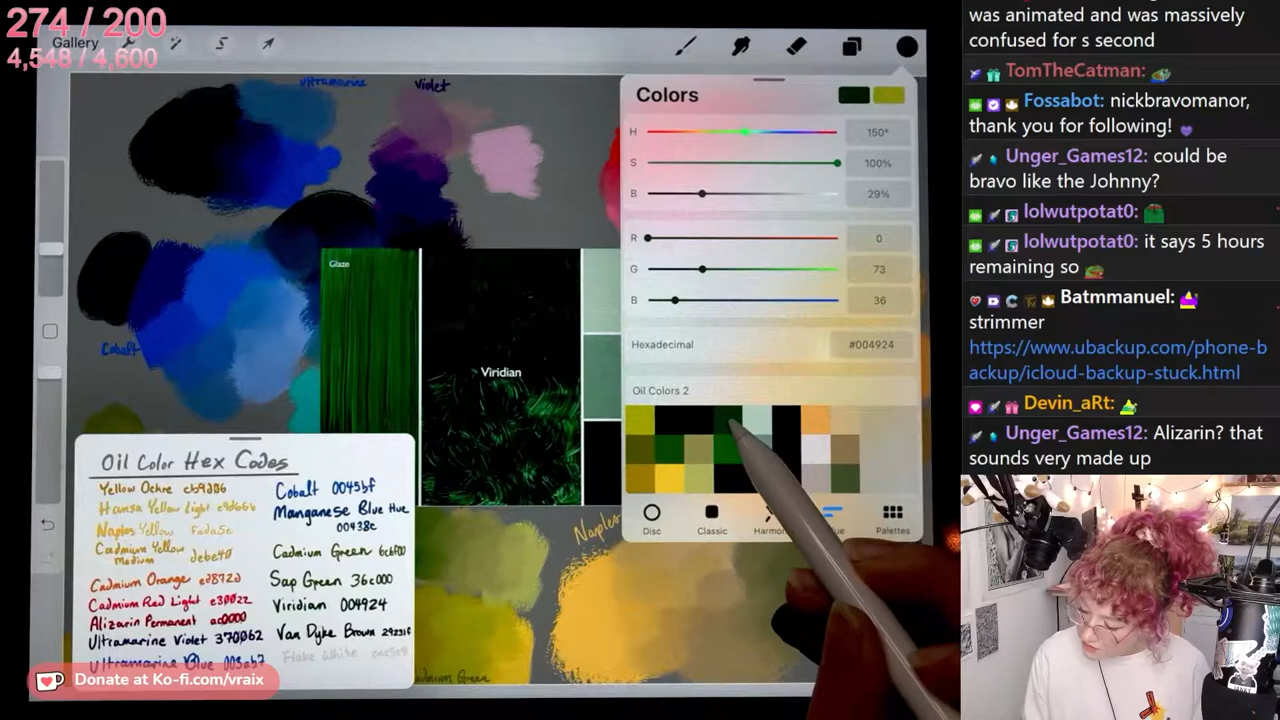 274 / 200
4,548 / 4,600
Gallery
Ultramarine
Violet
Cobalt
Glaze
Viridian
Naples
Colors
H
150°
S
100%
B
29%
R
0
G
73
B
36
Hexadecimal
#004924
Oil Colors 2
Disc
Classic
Palettes
Oil Color Hex Codes
Yellow Ochre
Hansa Yellow Light
Naples Yellow Fada5e
Cadmium Yellow
Medium debe40
Cadmium Orange ed872d
Cadmium Red Light e30022
Alizarin Permanent
Ultramarine Violet 370062
Ultramarine Blue
Cobalt 0045bf
Manganese Blue Hue
00438c
Cadmium Green 6c6f00
Sap Green 36c000
Viridian 004924
Van Dyke Brown
Flake White
Donate at Ko-fi.com/vraix
was animated and was massively
confused for s second
TomTheCatman:
Fossabot: nickbravomanor,
thank you for following!
Unger_Games12: could be
bravo like the Johnny?
lolwutpotat0:
lolwutpotat0: it says 5 hours
remaining so
Batmmanuel:
strimmer
https://www.ubackup.com/phone-b
ackup/icloud-backup-stuck.html
Devin_aRt:
Unger_Games12: Alizarin? that
sounds very made up